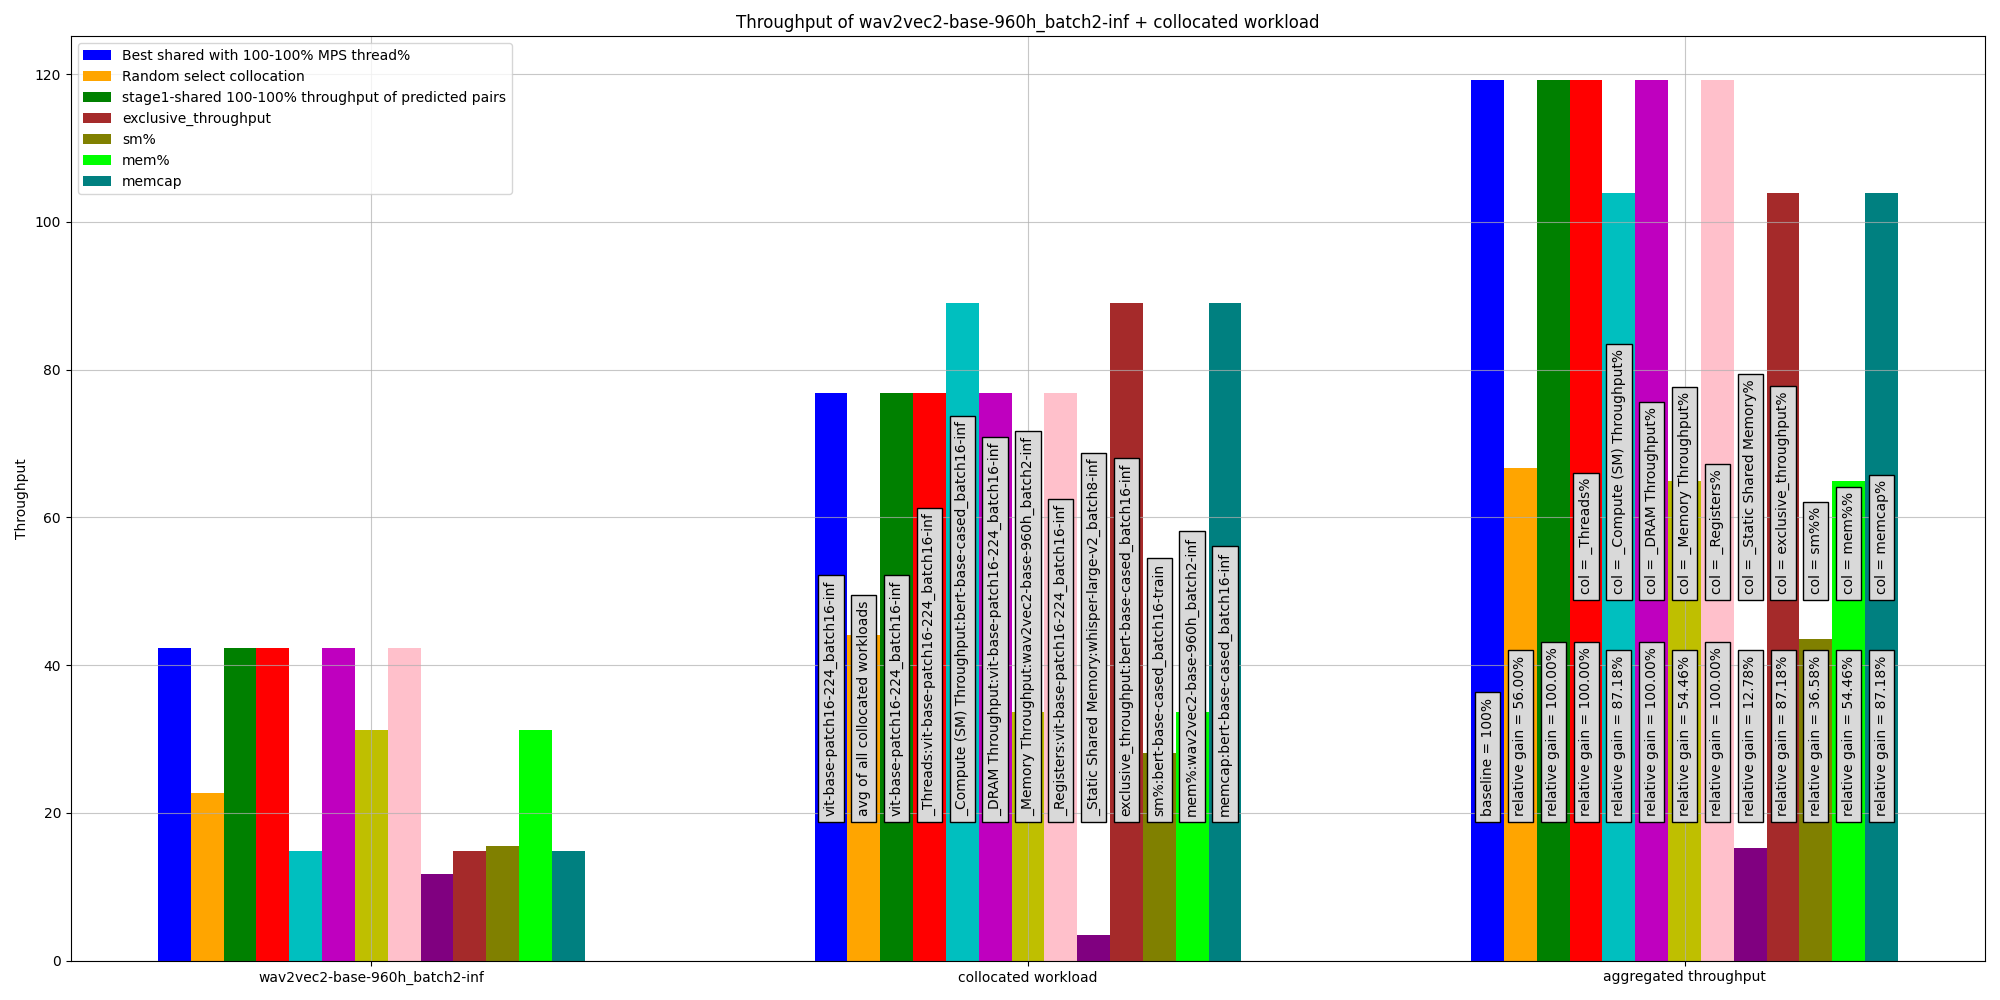 Throughput of wav2vec2-base-960h_batch2-inf + collocated workload
Best shared with 100-100% MPS thread%
Random select collocation
stage1-shared 100-100% throughput of predicted pairs
exclusive_throughput
sm%
mem%
memcap
Throughput
120
100
80
60
40
20
0
vit-base-patch16-224_batch16-inf
avg of all collocated workloads
vit-base-patch16-224_batch16-inf
_Threads:vit-base-patch16-224_batch16-inf
_Compute (SM) Throughput:bert-base-cased_batch16-inf
_DRAM Throughput:vit-base-patch16-224_batch16-inf
_Memory Throughput:wav2vec2-base-960h_batch2-inf
_Registers:vit-base-patch16-224_batch16-inf
_Static Shared Memory:whisper-large-v2_batch8-inf
exclusive_throughput:bert-base-cased_batch16-inf
sm%:bert-base-cased_batch16-train
mem%:wav2vec2-base-960h_batch2-inf
memcap:bert-base-cased_batch16-inf
col = _Threads%
col = _Compute (SM) Throughput%
col = _DRAM Throughput%
col = _Memory Throughput%
col = _Registers%
col = _Static Shared Memory%
col = exclusive_throughput%
col = sm%%
col = mem%%
col = memcap%
baseline = 100%
relative gain = 56.00%
relative gain = 100.00%
relative gain = 100.00%
relative gain = 87.18%
relative gain = 100.00%
relative gain = 54.46%
relative gain = 100.00%
relative gain = 12.78%
relative gain = 87.18%
relative gain = 36.58%
relative gain = 54.46%
relative gain = 87.18%
wav2vec2-base-960h_batch2-inf
collocated workload
aggregated throughput